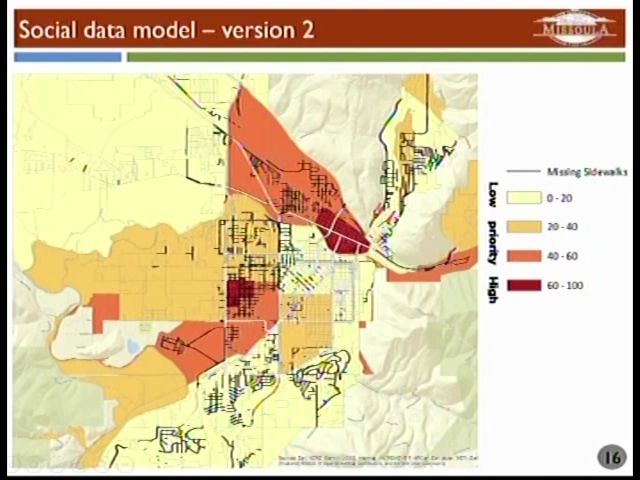 Social data model – version 2
MISSOULA
Missing Sidewalks
0 - 20
20 - 40
40 - 60
60 - 100
Low priority High
16